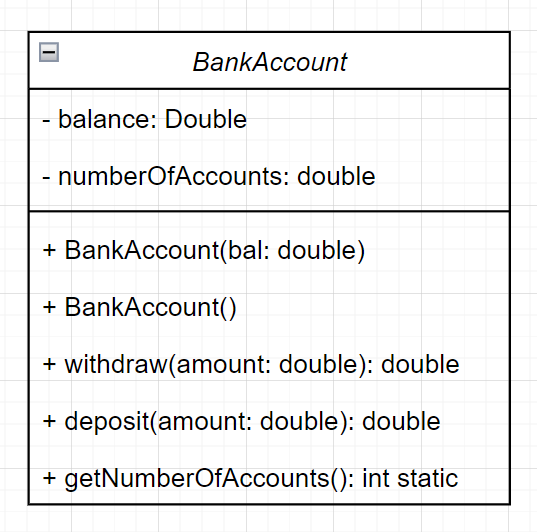 BankAccount
- balance: Double
- numberOfAccounts: double
+ BankAccount(bal: double)
+ BankAccount()
+ withdraw(amount: double): double
+ deposit(amount: double): double
+ getNumberOfAccounts(): int static